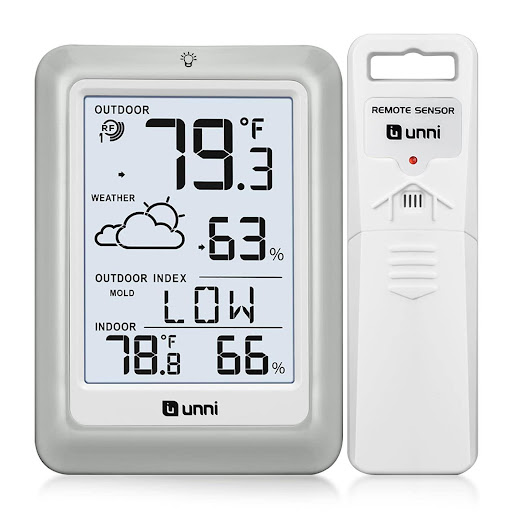 OUTDOOR
RF
1
79.3 °F
WEATHER
63 %
OUTDOOR INDEX
MOLD
LOW
INDOOR
78.8 °F 66 %
unni
REMOTE SENSOR
unni